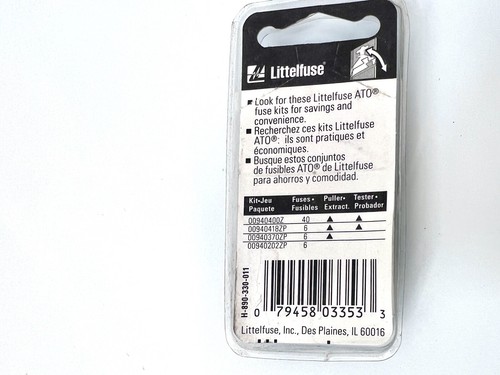 Littelfuse®
Look for these Littelfuse ATO®
fuse kits for savings and
convenience.
Recherchez ces kits Littelfuse
ATO®: ils sont pratiques et
économiques.
Busque estos conjuntos
de fusibles ATO® de Littelfuse
para ahorros y comodidad.
Kit•Jeu Fuses• Puller• Tester•
Paquete Fusibles Extract. Probador
00940400Z 40 ▲ ▲
00940418ZP 6 ▲ ▲
00940370ZP 6 ▲
00940202ZP 6
H-890-330-011
0 79458 03353 3
Littelfuse, Inc., Des Plaines, IL 60016